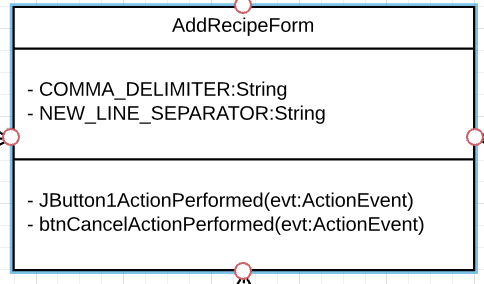 AddRecipeForm
- COMMA_DELIMITER:String
- NEW_LINE_SEPARATOR:String
- JButton1ActionPerformed(evt:ActionEvent)
- btnCancelActionPerformed(evt:ActionEvent)